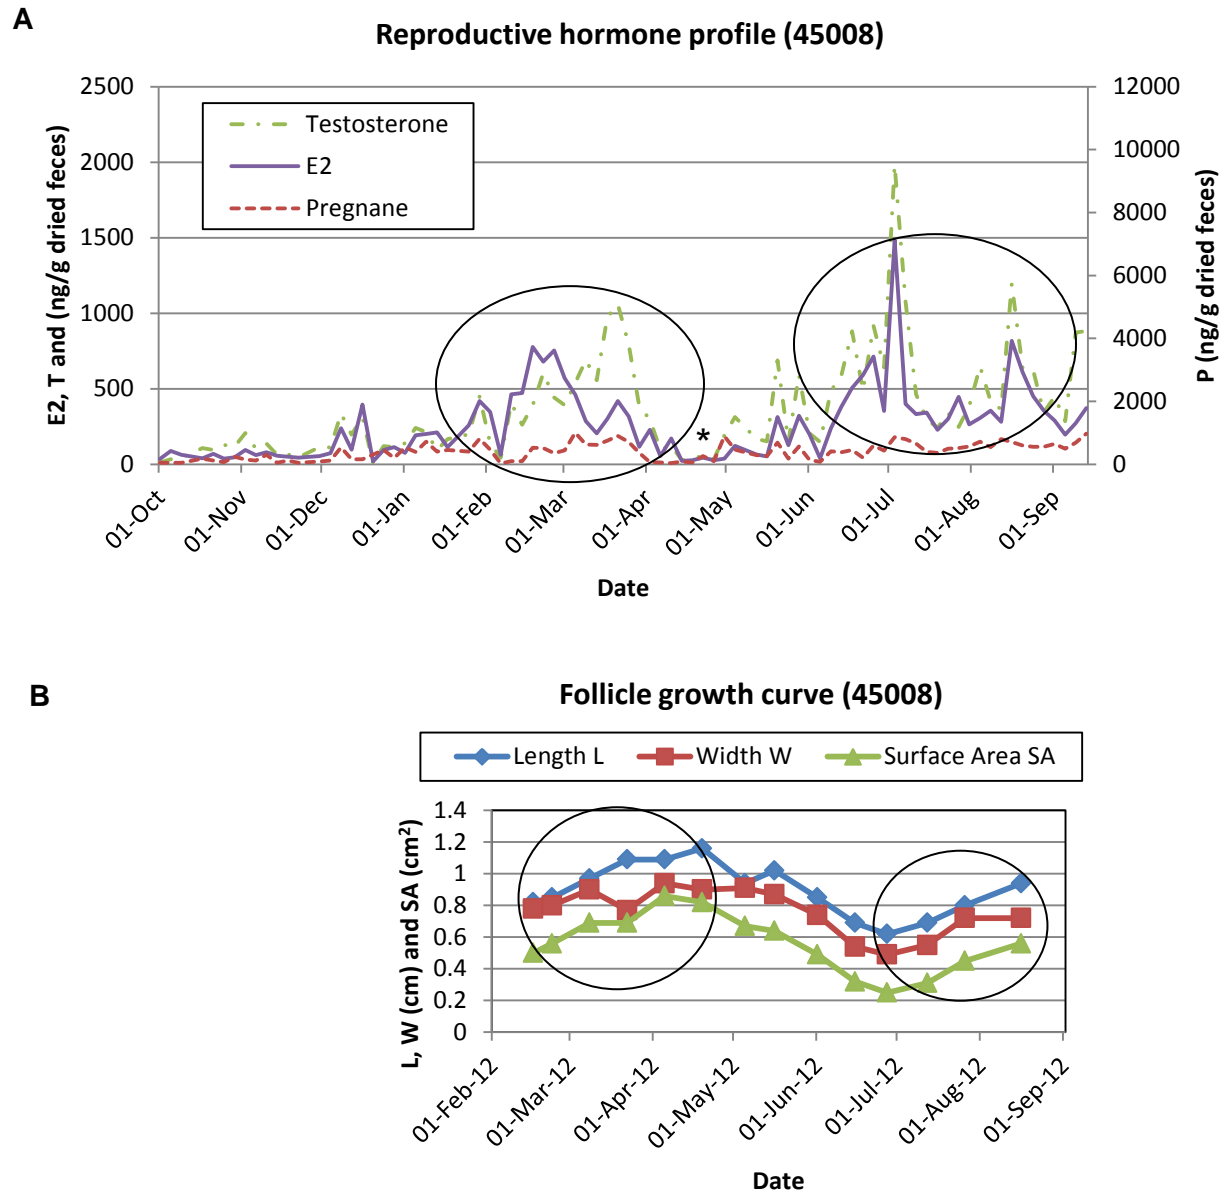 A
Reproductive hormone profile (45008)
E2, T and (ng/g dried feces)
2500
2000
1500
1000
500
0
Testosterone
E2
Pregnane
*
12000
10000
8000
6000
4000
2000
0
P (ng/g dried feces)
01-Oct
01-Nov
01-Dec
01-Jan
01-Feb
01-Mar
01-Apr
01-May
01-Jun
01-Jul
01-Aug
01-Sep
Date
B
Follicle growth curve (45008)
Length L
Width W
Surface Area SA
L, W (cm) and SA (cm²)
1.4
1.2
1
0.8
0.6
0.4
0.2
0
01-Feb-12
01-Mar-12
01-Apr-12
01-May-12
01-Jun-12
01-Jul-12
01-Aug-12
01-Sep-12
Date